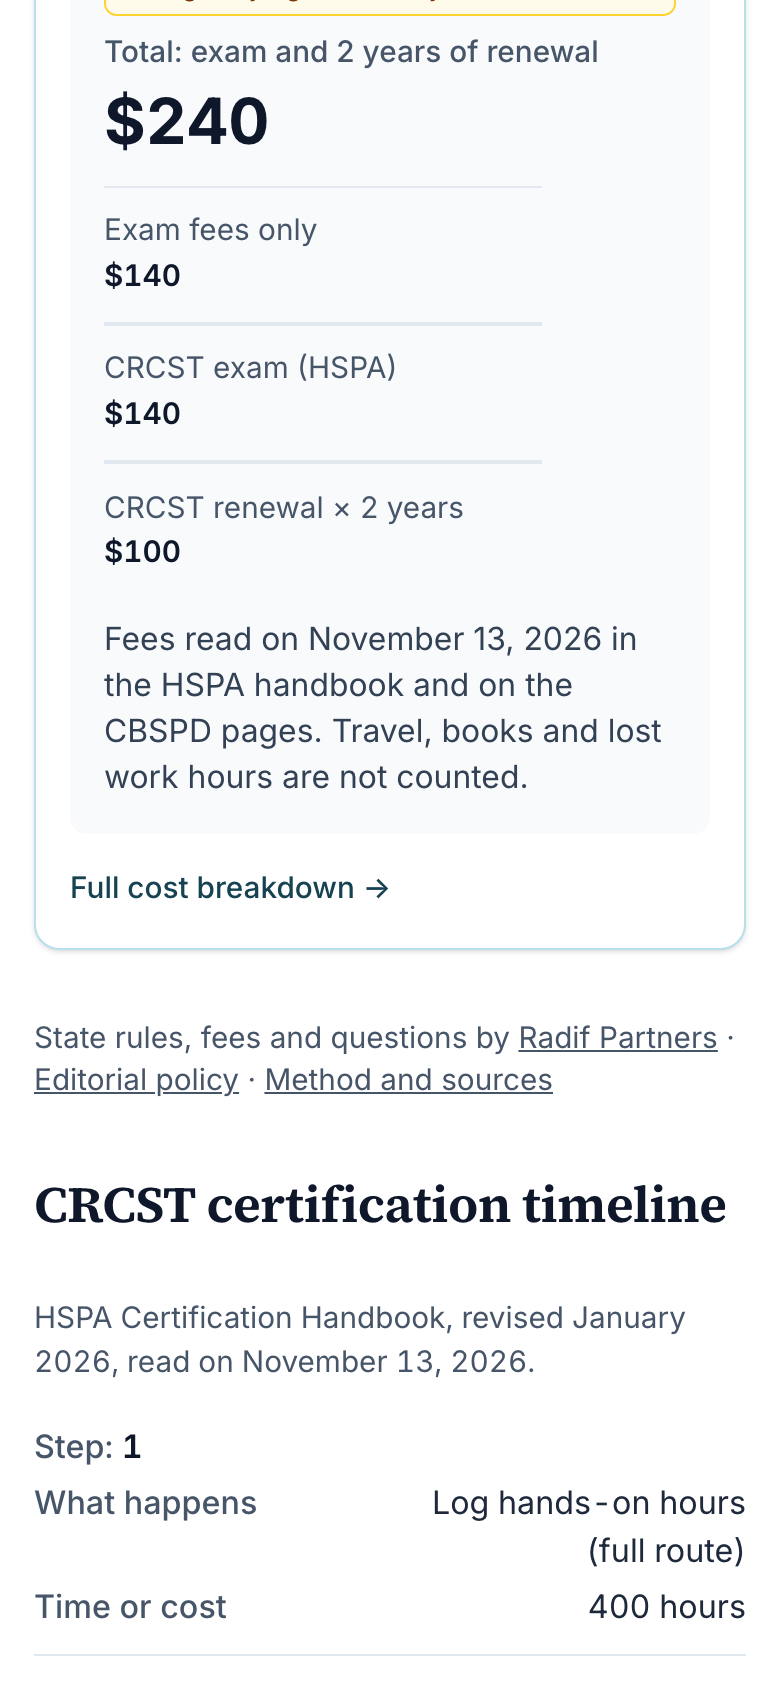 Total: exam and 2 years of renewal
$240
Exam fees only
$140
CRCST exam (HSPA)
$140
CRCST renewal × 2 years
$100
Fees read on November 13, 2026 in
the HSPA handbook and on the
CBSPD pages. Travel, books and lost
work hours are not counted.
Full cost breakdown →
State rules, fees and questions by Radif Partners ·
Editorial policy · Method and sources
CRCST certification timeline
HSPA Certification Handbook, revised January
2026, read on November 13, 2026.
Step: 1
What happens Log hands-on hours
(full route)
Time or cost 400 hours